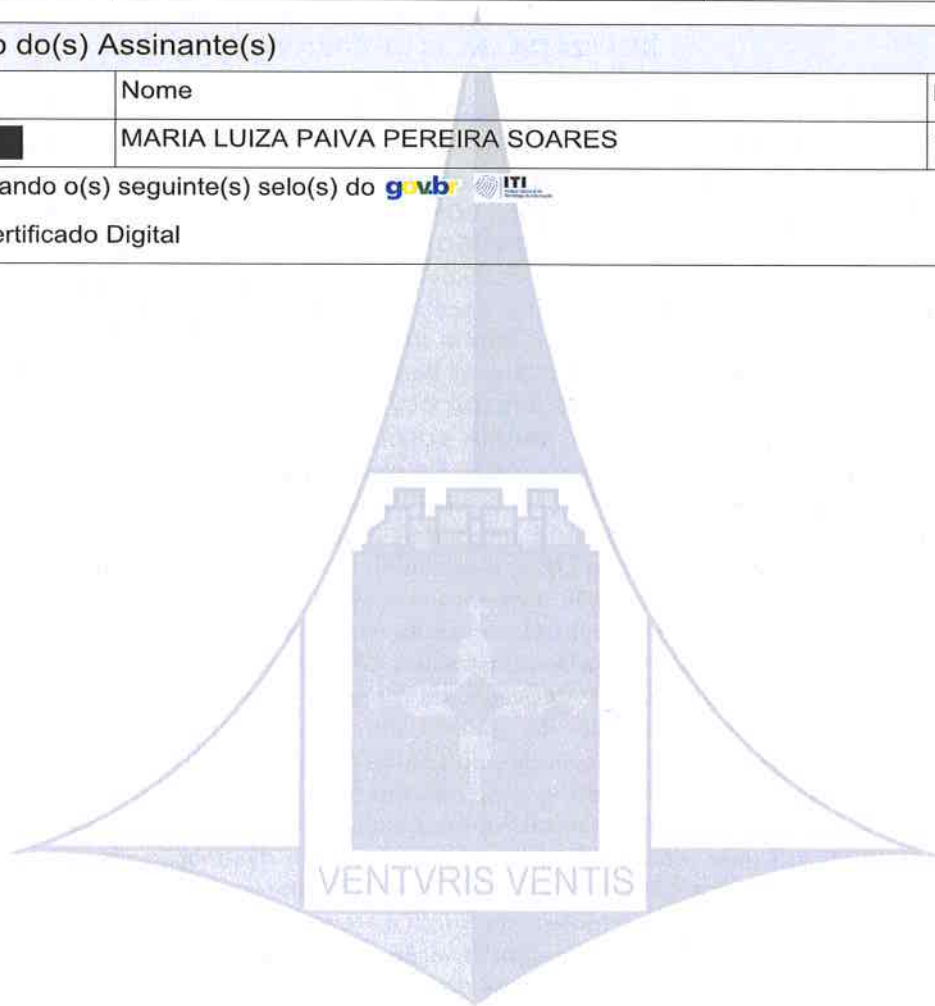 o do(s) Assinante(s)
Nome
MARIA LUIZA PAIVA PEREIRA SOARES
ando o(s) seguinte(s) selo(s) do gov.br ITI
ertificado Digital
VENTVRIS VENTIS